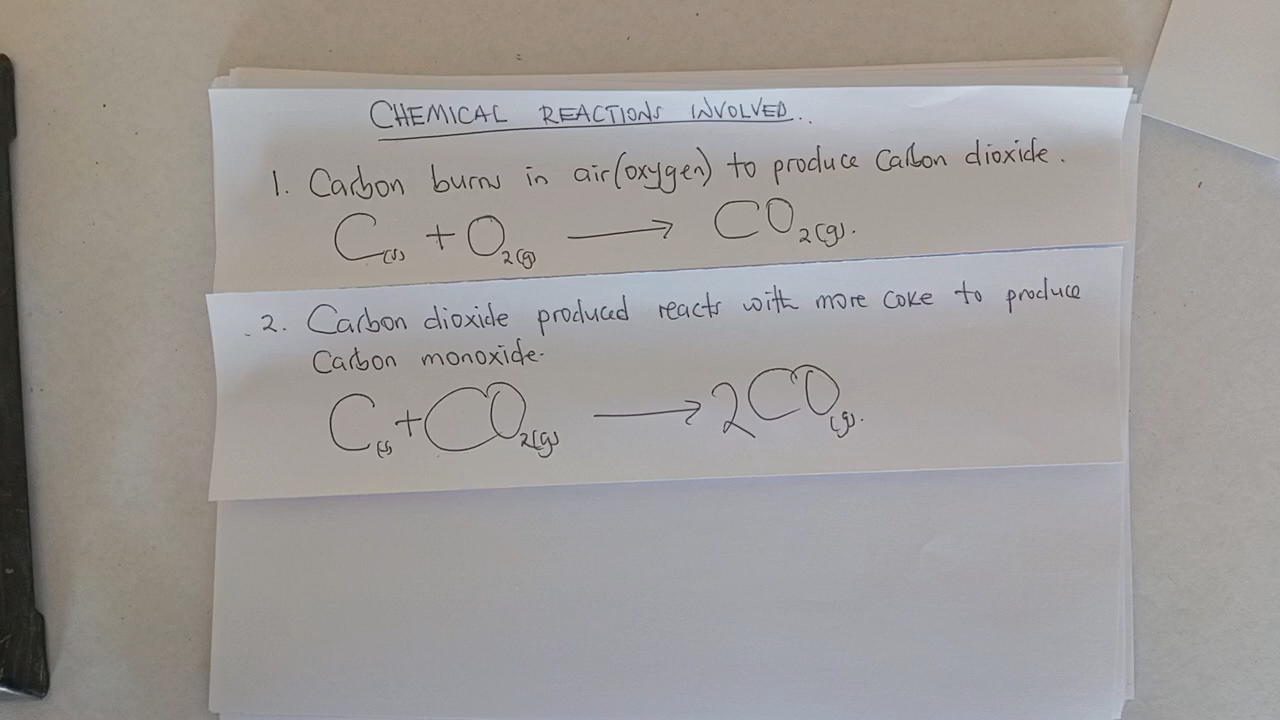 CHEMICAL REACTIONS INVOLVED..
1. Carbon burns in air(oxygen) to produce Carbon dioxide.
C(s) + O2(g) ⟶ CO2(g).
2. Carbon dioxide produced reacts with more coke to produce
Carbon monoxide.
C(s) + CO2(g) ⟶ 2CO(g).